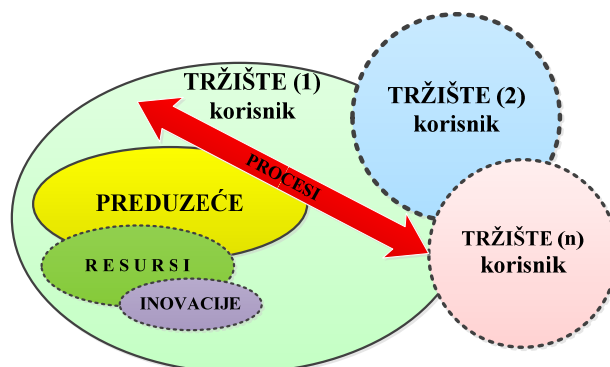 TRŽIŠTE (1)
korisnik
TRŽIŠTE (2)
korisnik
PROCESI
PREDUZEĆE
TRŽIŠTE (n)
korisnik
R E S U R S I
INOVACIJE